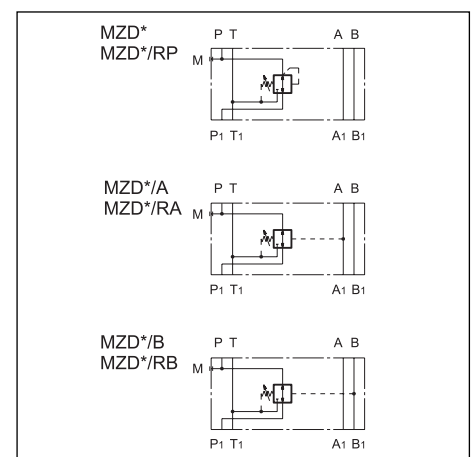 MZD*
MZD*/RP
P T
A B
M
P1 T1
A1 B1
MZD*/A
MZD*/RA
P T
A B
M
P1 T1
A1 B1
MZD*/B
MZD*/RB
P T
A B
M
P1 T1
A1 B1